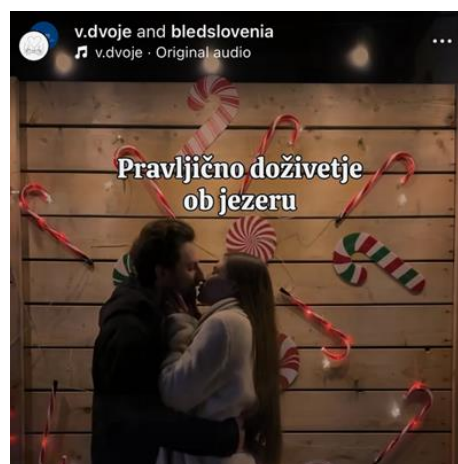 v.dvoje and bledslovenia
v.dvoje · Original audio
Pravljično doživetje
ob jezeru